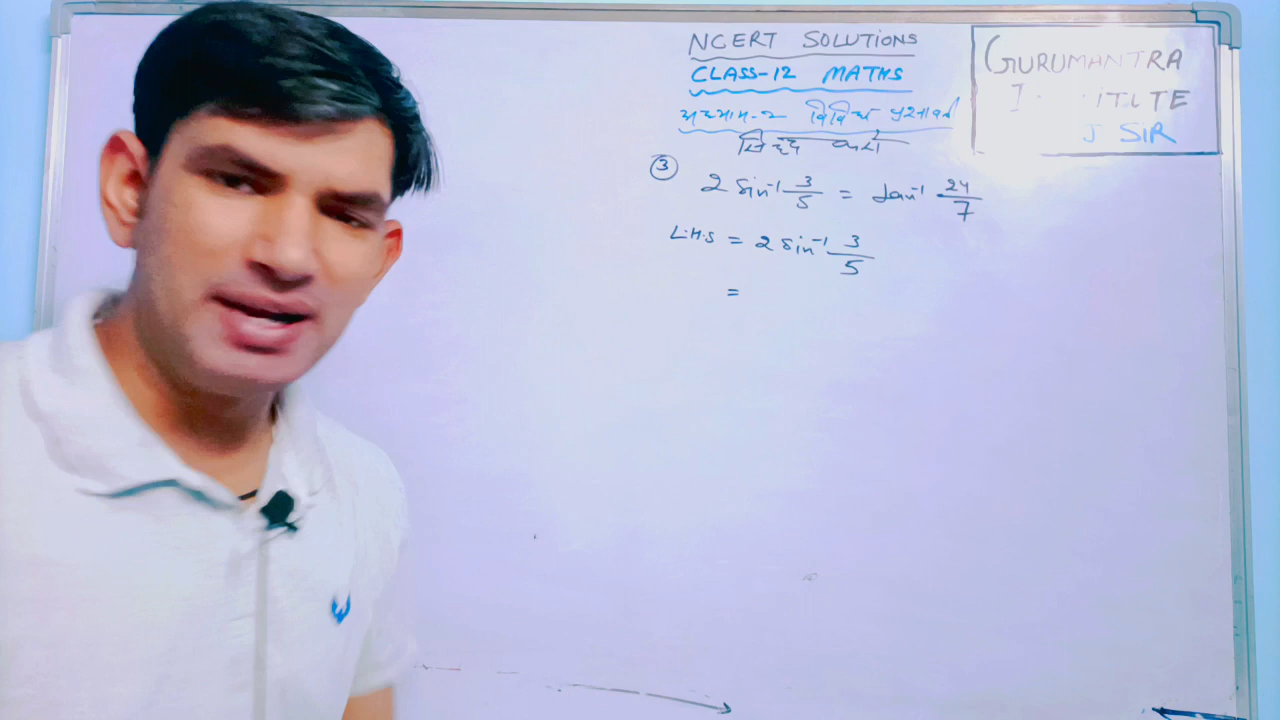 NCERT SOLUTIONS
CLASS-12 MATHS
अध्याय-2 विविध प्रश्नावली
सिद्ध करो
③ 2 sin⁻¹ 3/5 = tan⁻¹ 24/7
L.H.S = 2 sin⁻¹ 3/5
=
GURUMANTRA
J SIR